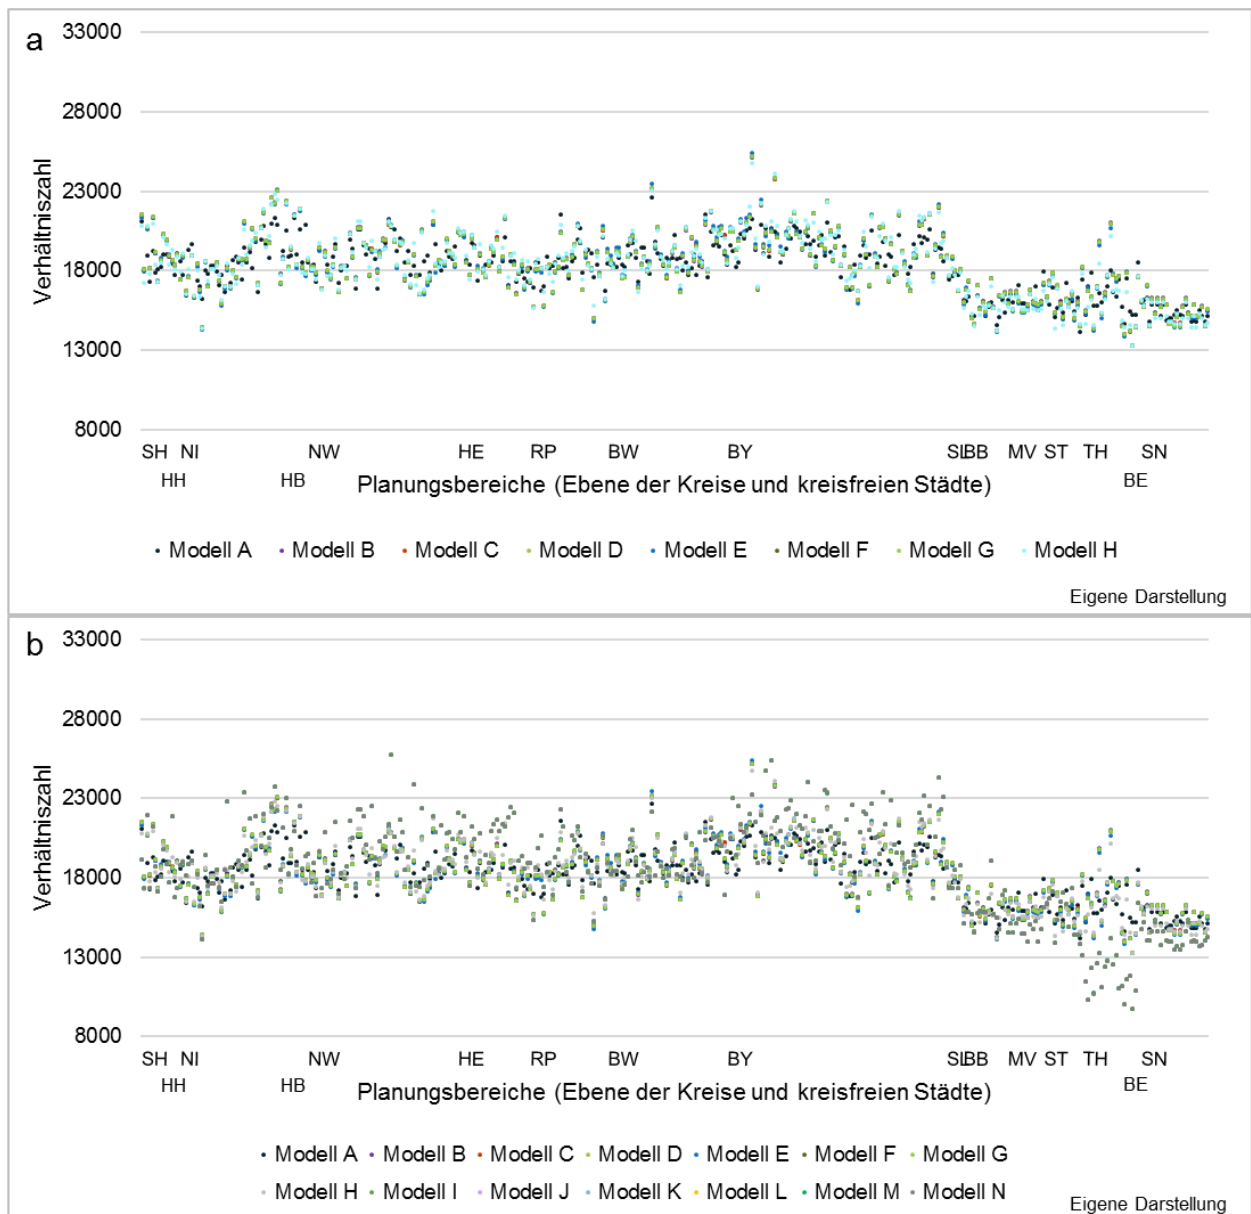 a
33000
28000
23000
18000
13000
8000
Verhältniszahl
SH NI NW HE RP BW BY SL BB MV ST TH SN
HH HB BE
Planungsbereiche (Ebene der Kreise und kreisfreien Städte)
Modell A Modell B Modell C Modell D Modell E Modell F Modell G Modell H
Eigene Darstellung
b
33000
28000
23000
18000
13000
8000
Verhältniszahl
SH NI NW HE RP BW BY SL BB MV ST TH SN
HH HB BE
Planungsbereiche (Ebene der Kreise und kreisfreien Städte)
Modell A Modell B Modell C Modell D Modell E Modell F Modell G
Modell H Modell I Modell J Modell K Modell L Modell M Modell N
Eigene Darstellung